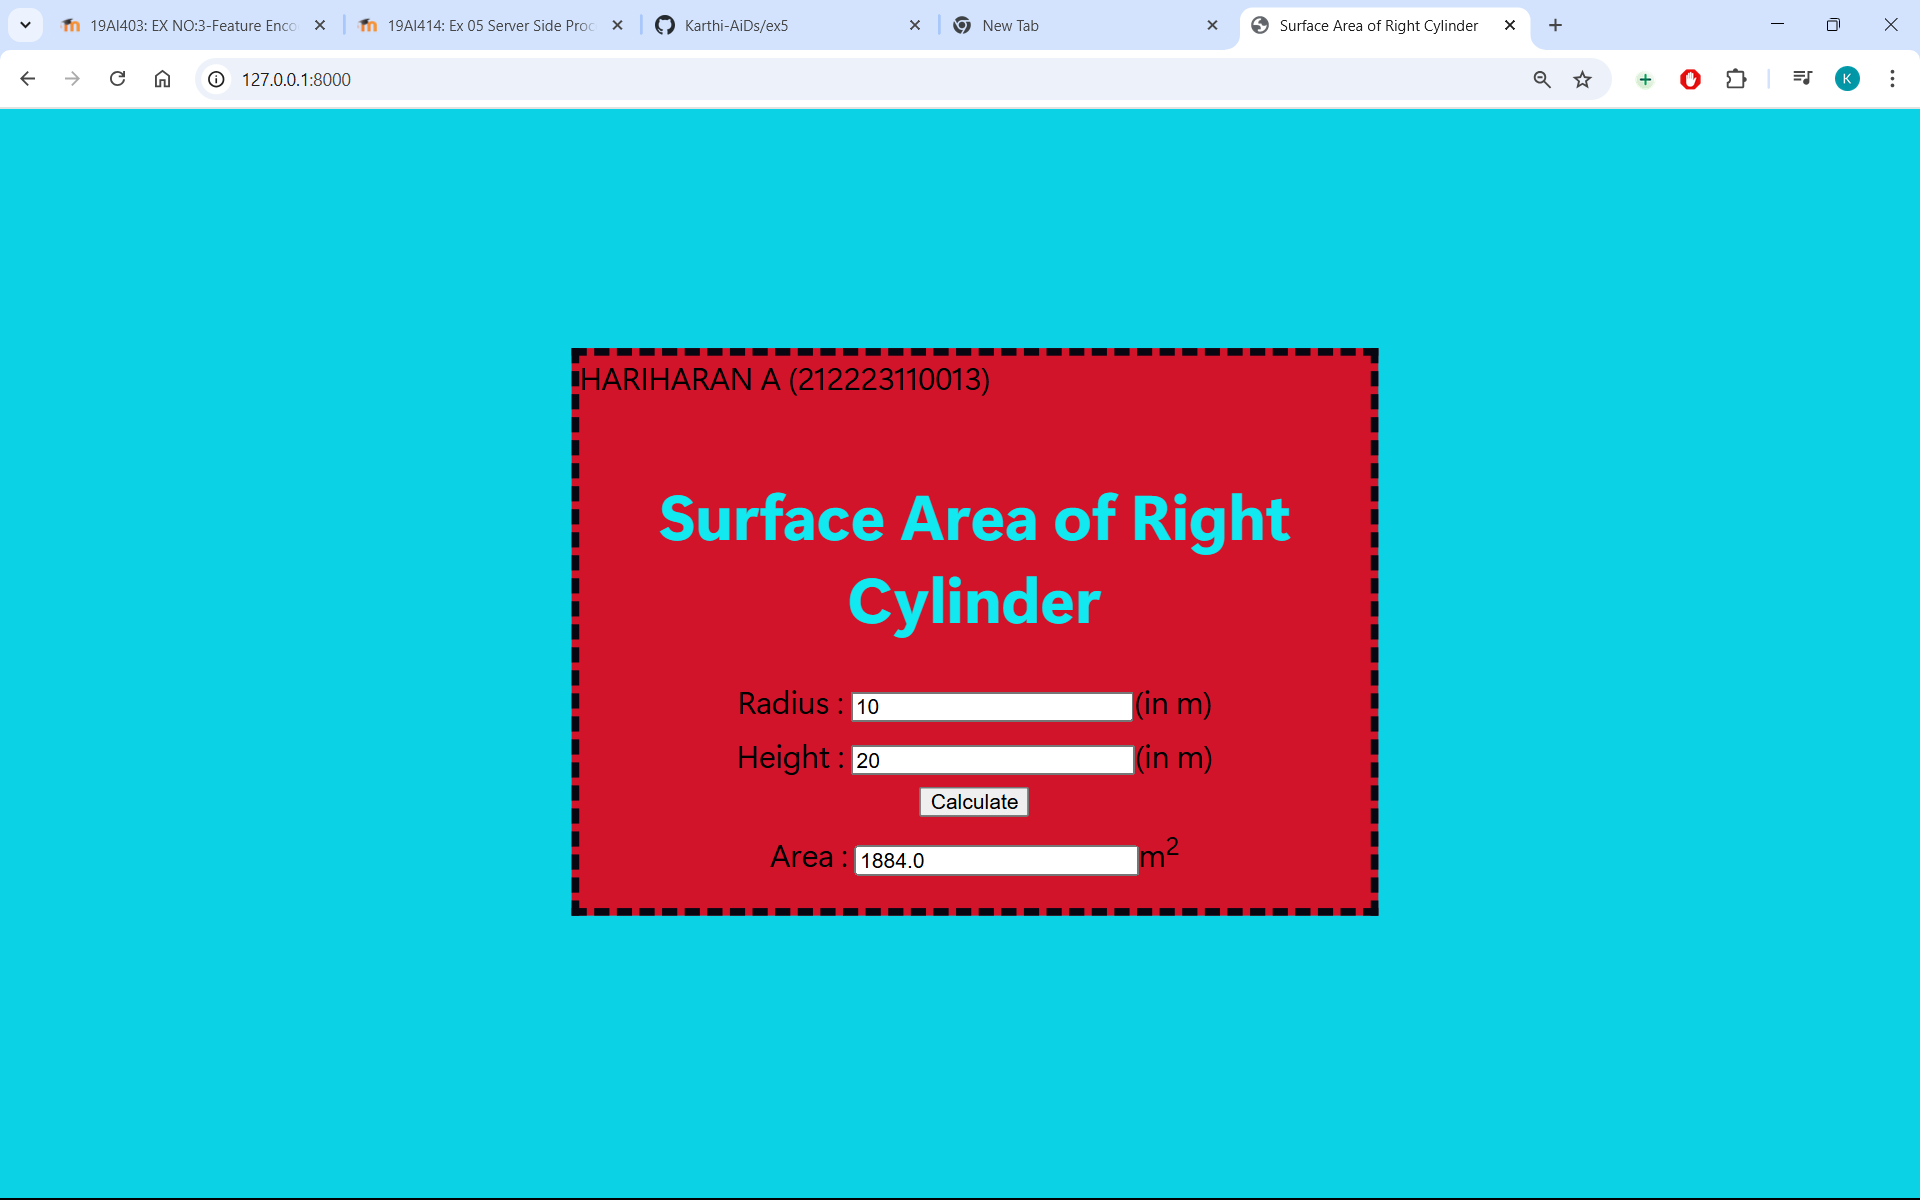 19AI403: EX NO:3-Feature Enco
19AI414: Ex 05 Server Side Proc
Karthi-AiDs/ex5
New Tab
Surface Area of Right Cylinder
127.0.0.1:8000
K
HARIHARAN A (212223110013)
Surface Area of Right
Cylinder
Radius : 10 (in m)
Height : 20 (in m)
Calculate
Area : 1884.0 m²